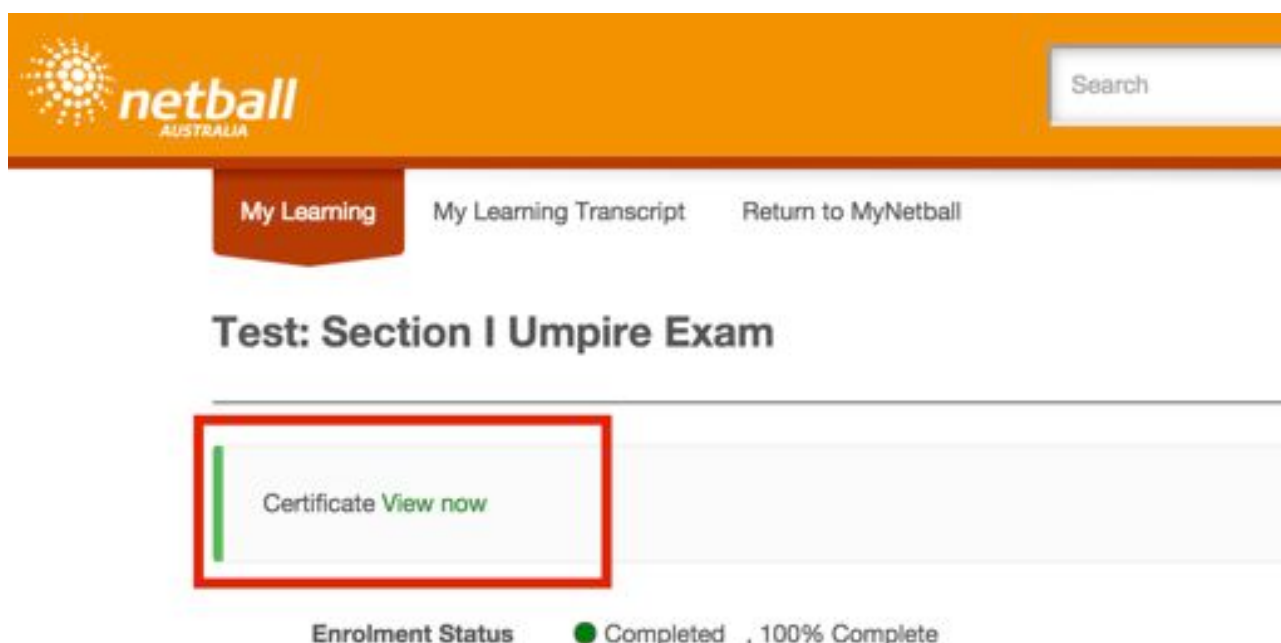 netball
AUSTRALIA
Search
My Learning My Learning Transcript Return to MyNetball
Test: Section I Umpire Exam
Certificate View now
Enrolment Status Completed , 100% Complete